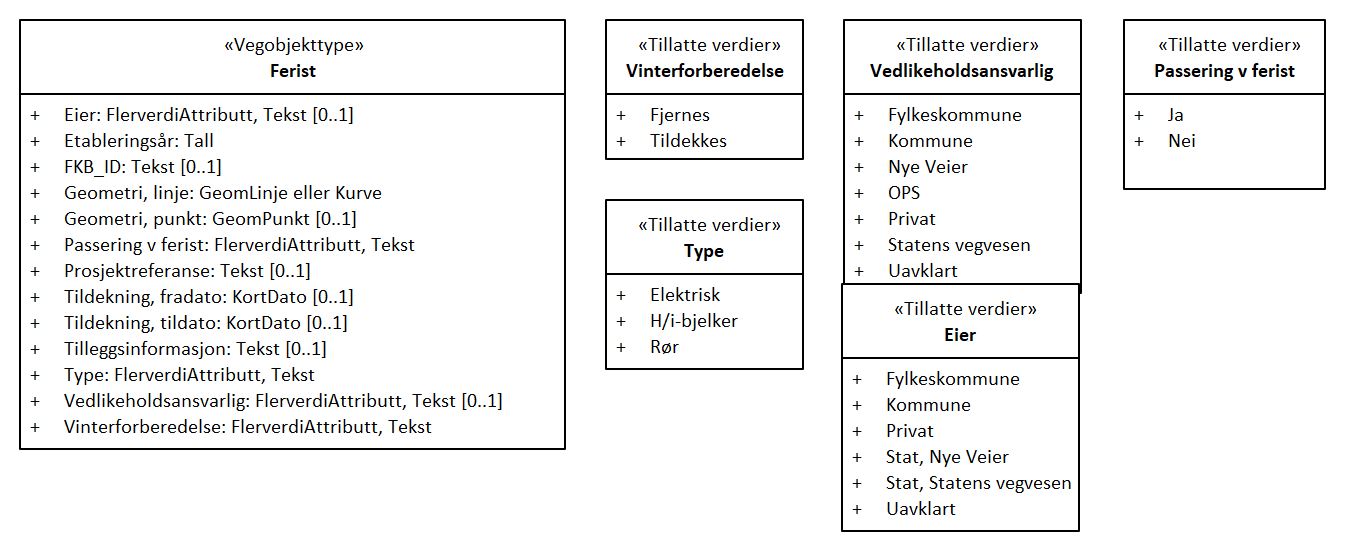 «Vegobjekttype»
Ferist
+ Eier: FlerverdiAttributt, Tekst [0..1]
+ Etableringsår: Tall
+ FKB_ID: Tekst [0..1]
+ Geometri, linje: GeomLinje eller Kurve
+ Geometri, punkt: GeomPunkt [0..1]
+ Passering v ferist: FlerverdiAttributt, Tekst
+ Prosjektreferanse: Tekst [0..1]
+ Tildekning, fradato: KortDato [0..1]
+ Tildekning, tildato: KortDato [0..1]
+ Tilleggsinformasjon: Tekst [0..1]
+ Type: FlerverdiAttributt, Tekst
+ Vedlikeholdsansvarlig: FlerverdiAttributt, Tekst [0..1]
+ Vinterforberedelse: FlerverdiAttributt, Tekst
«Tillatte verdier»
Vinterforberedelse
+ Fjernes
+ Tildekkes
«Tillatte verdier»
Type
+ Elektrisk
+ H/i-bjelker
+ Rør
«Tillatte verdier»
Vedlikeholdsansvarlig
+ Fylkeskommune
+ Kommune
+ Nye Veier
+ OPS
+ Privat
+ Statens vegvesen
+ Uavklart
«Tillatte verdier»
Eier
+ Fylkeskommune
+ Kommune
+ Privat
+ Stat, Nye Veier
+ Stat, Statens vegvesen
+ Uavklart
«Tillatte verdier»
Passering v ferist
+ Ja
+ Nei